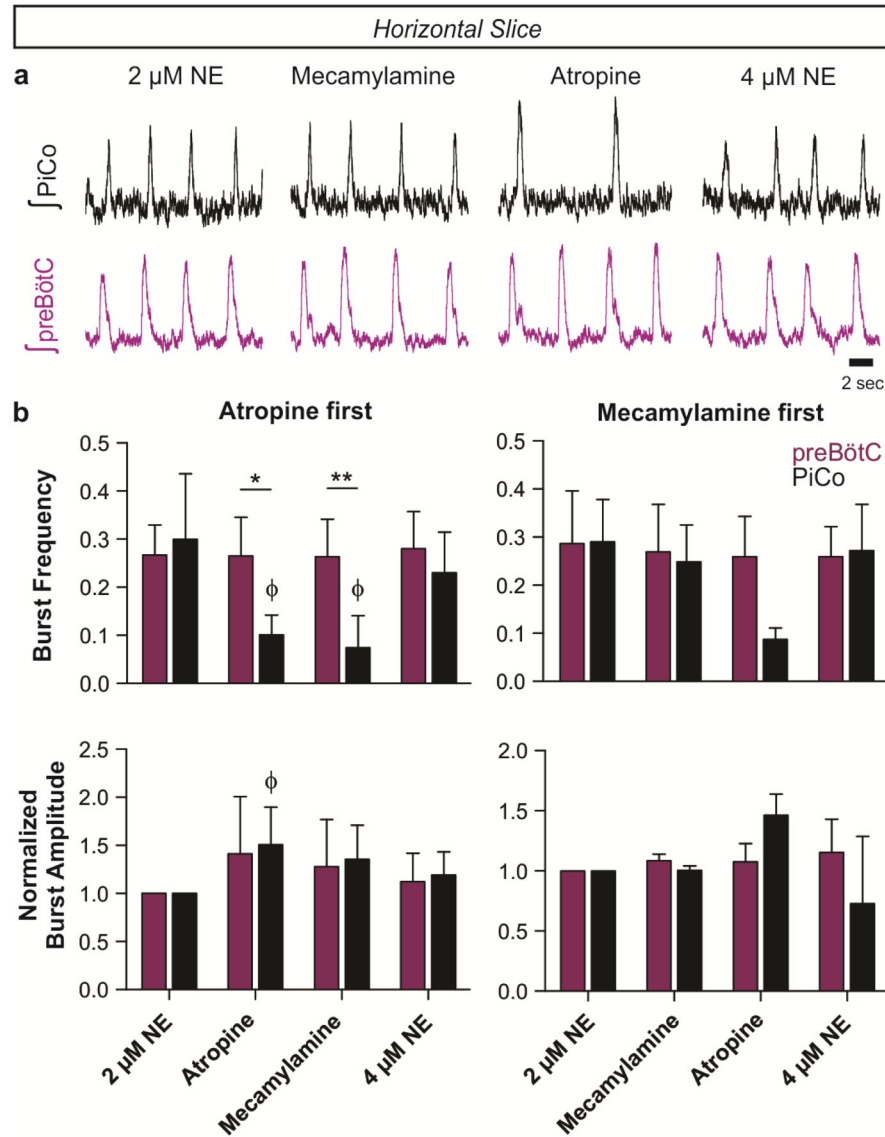 Horizontal Slice
a
2 µM NE Mecamylamine Atropine 4 µM NE
∫PiCo
∫preBötC
2 sec
b
Atropine first Mecamylamine first
Burst Frequency
0.5
0.4
0.3
0.2
0.1
0.0
* **
ϕ ϕ
0.5
0.4
0.3
0.2
0.1
0.0
preBötC
PiCo
Normalized
Burst Amplitude
2.5
2.0
1.5
1.0
0.5
0.0
ϕ
2.0
1.5
1.0
0.5
0.0
2 µM NE
Atropine
Mecamylamine
4 µM NE
2 µM NE
Mecamylamine
Atropine
4 µM NE